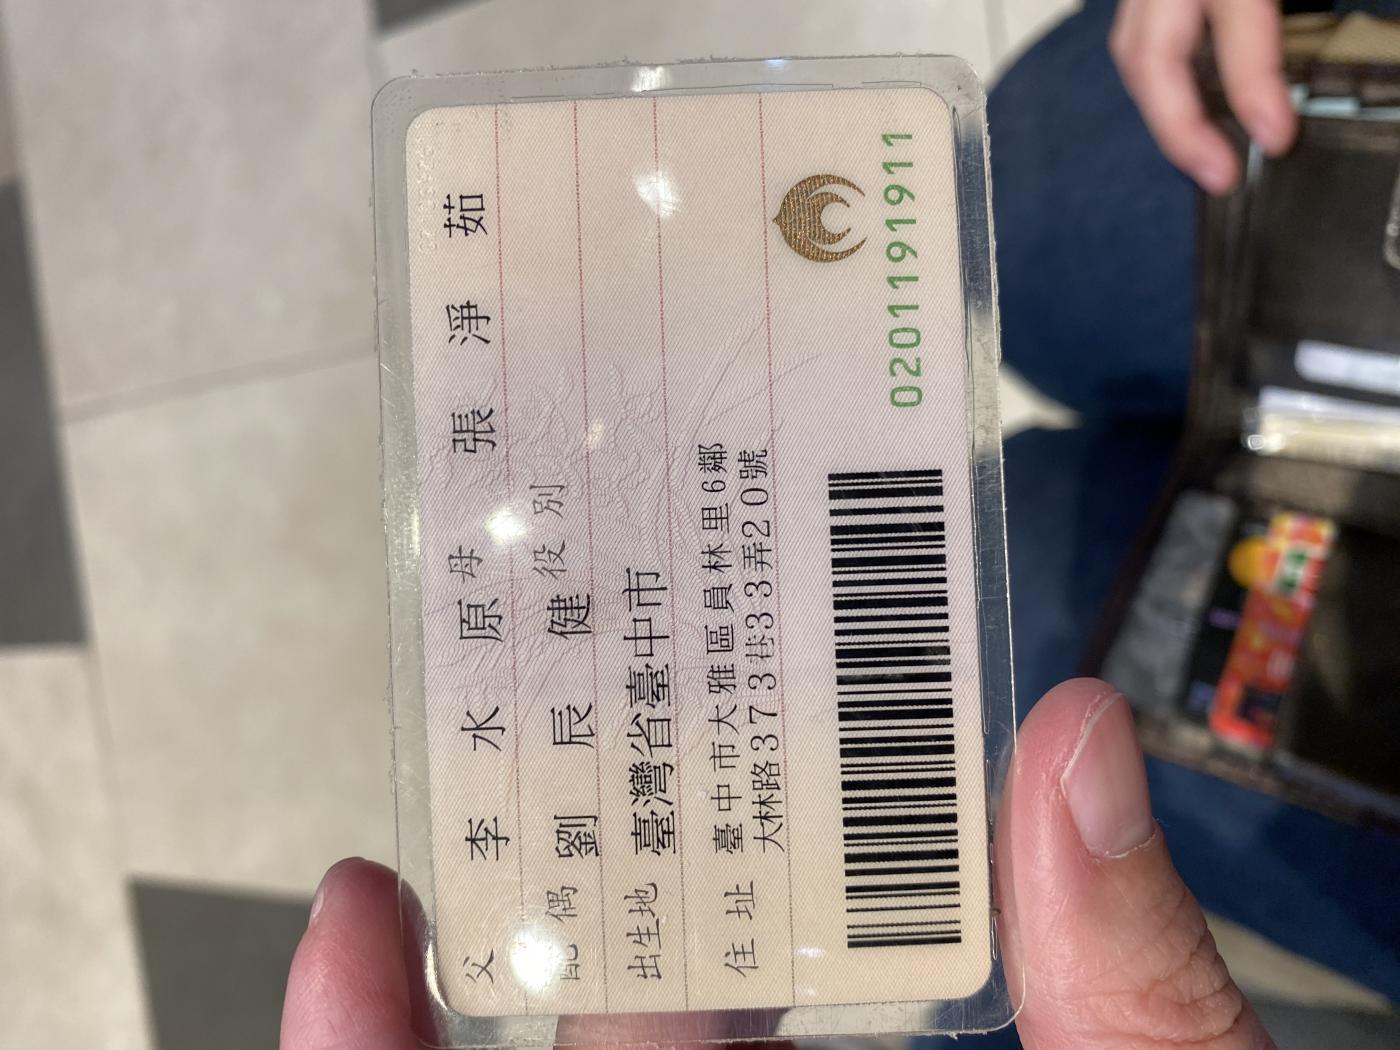 父 李水原 母 張淨茹
配偶 劉辰健 役別
出生地 臺灣省臺中市
住址 臺中市大雅區員林里6鄰
大林路373巷33弄20號
0201191911